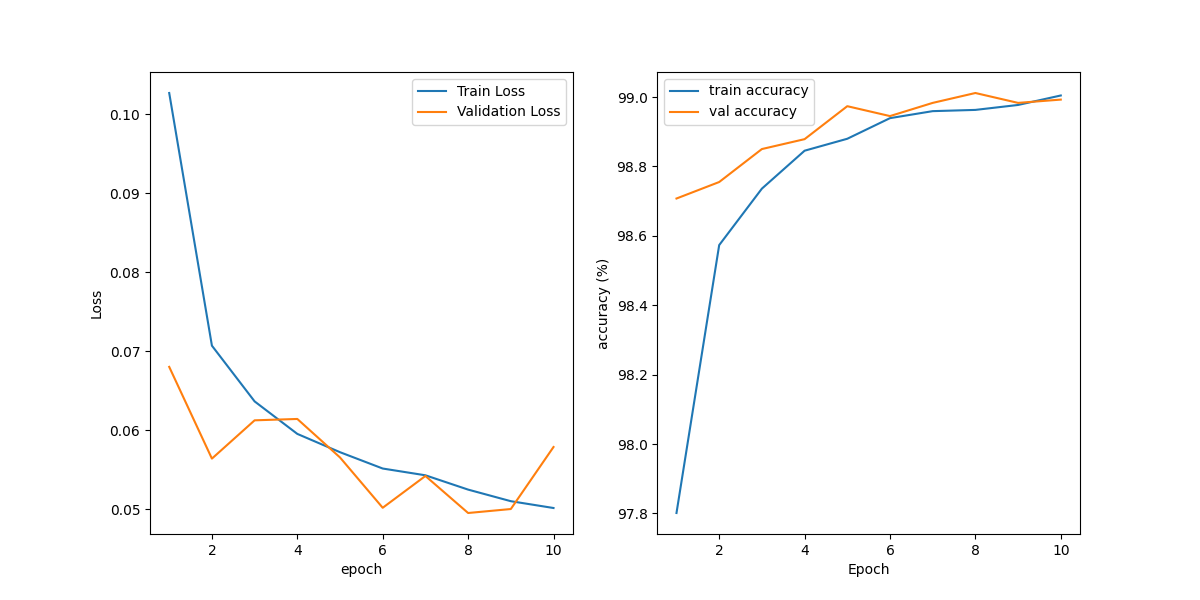 Train Loss
Validation Loss
0.10
0.09
0.08
0.07
0.06
0.05
Loss
2 4 6 8 10
epoch
train accuracy
val accuracy
99.0
98.8
98.6
98.4
98.2
98.0
97.8
accuracy (%)
2 4 6 8 10
Epoch